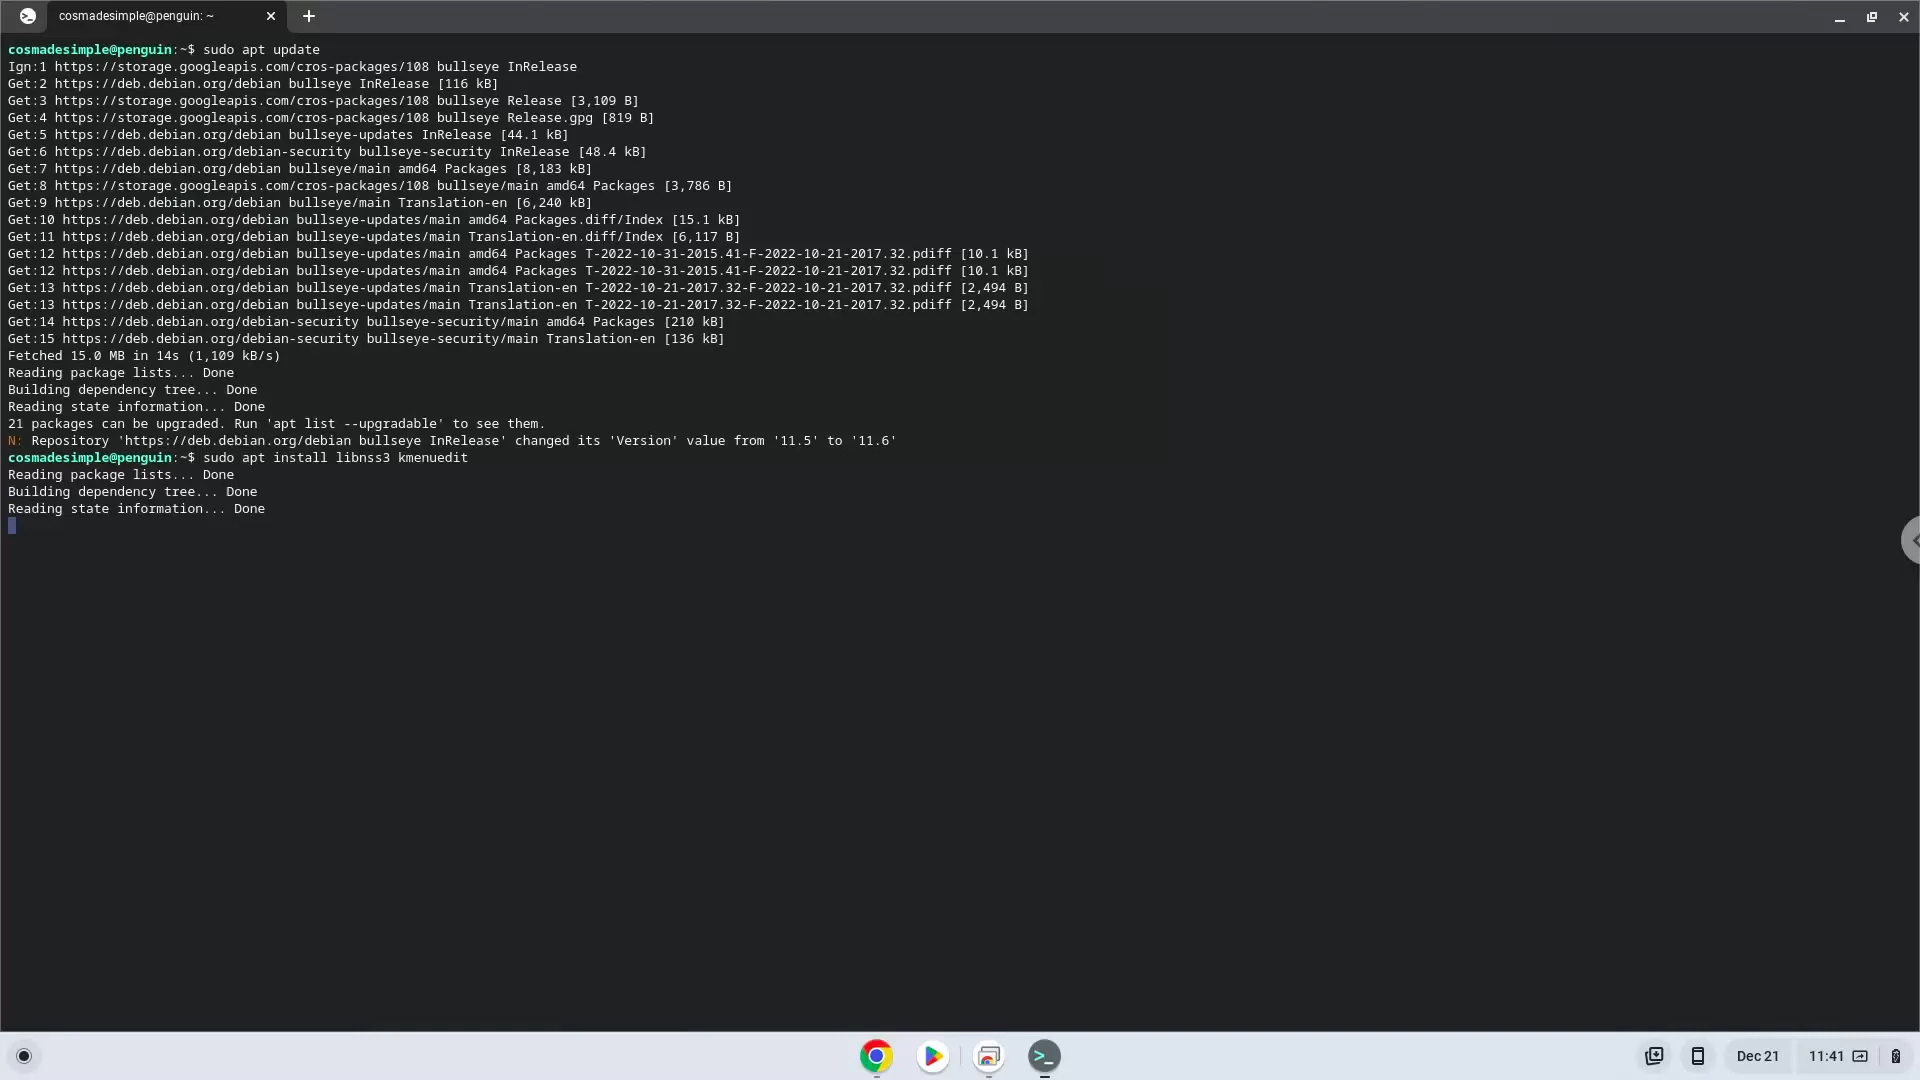 cosmadesimple@penguin: ~
cosmadesimple@penguin:~$ sudo apt update
Ign:1 https://storage.googleapis.com/cros-packages/108 bullseye InRelease
Get:2 https://deb.debian.org/debian bullseye InRelease [116 kB]
Get:3 https://storage.googleapis.com/cros-packages/108 bullseye Release [3,109 B]
Get:4 https://storage.googleapis.com/cros-packages/108 bullseye Release.gpg [819 B]
Get:5 https://deb.debian.org/debian bullseye-updates InRelease [44.1 kB]
Get:6 https://deb.debian.org/debian-security bullseye-security InRelease [48.4 kB]
Get:7 https://deb.debian.org/debian bullseye/main amd64 Packages [8,183 kB]
Get:8 https://storage.googleapis.com/cros-packages/108 bullseye/main amd64 Packages [3,786 B]
Get:9 https://deb.debian.org/debian bullseye/main Translation-en [6,240 kB]
Get:10 https://deb.debian.org/debian bullseye-updates/main amd64 Packages.diff/Index [15.1 kB]
Get:11 https://deb.debian.org/debian bullseye-updates/main Translation-en.diff/Index [6,117 B]
Get:12 https://deb.debian.org/debian bullseye-updates/main amd64 Packages T-2022-10-31-2015.41-F-2022-10-21-2017.32.pdiff [10.1 kB]
Get:12 https://deb.debian.org/debian bullseye-updates/main amd64 Packages T-2022-10-31-2015.41-F-2022-10-21-2017.32.pdiff [10.1 kB]
Get:13 https://deb.debian.org/debian bullseye-updates/main Translation-en T-2022-10-21-2017.32-F-2022-10-21-2017.32.pdiff [2,494 B]
Get:13 https://deb.debian.org/debian bullseye-updates/main Translation-en T-2022-10-21-2017.32-F-2022-10-21-2017.32.pdiff [2,494 B]
Get:14 https://deb.debian.org/debian-security bullseye-security/main amd64 Packages [210 kB]
Get:15 https://deb.debian.org/debian-security bullseye-security/main Translation-en [136 kB]
Fetched 15.0 MB in 14s (1,109 kB/s)
Reading package lists... Done
Building dependency tree... Done
Reading state information... Done
21 packages can be upgraded. Run 'apt list --upgradable' to see them.
N: Repository 'https://deb.debian.org/debian bullseye InRelease' changed its 'Version' value from '11.5' to '11.6'
cosmadesimple@penguin:~$ sudo apt install libnss3 kmenuedit
Reading package lists... Done
Building dependency tree... Done
Reading state information... Done
Dec 21
11:41